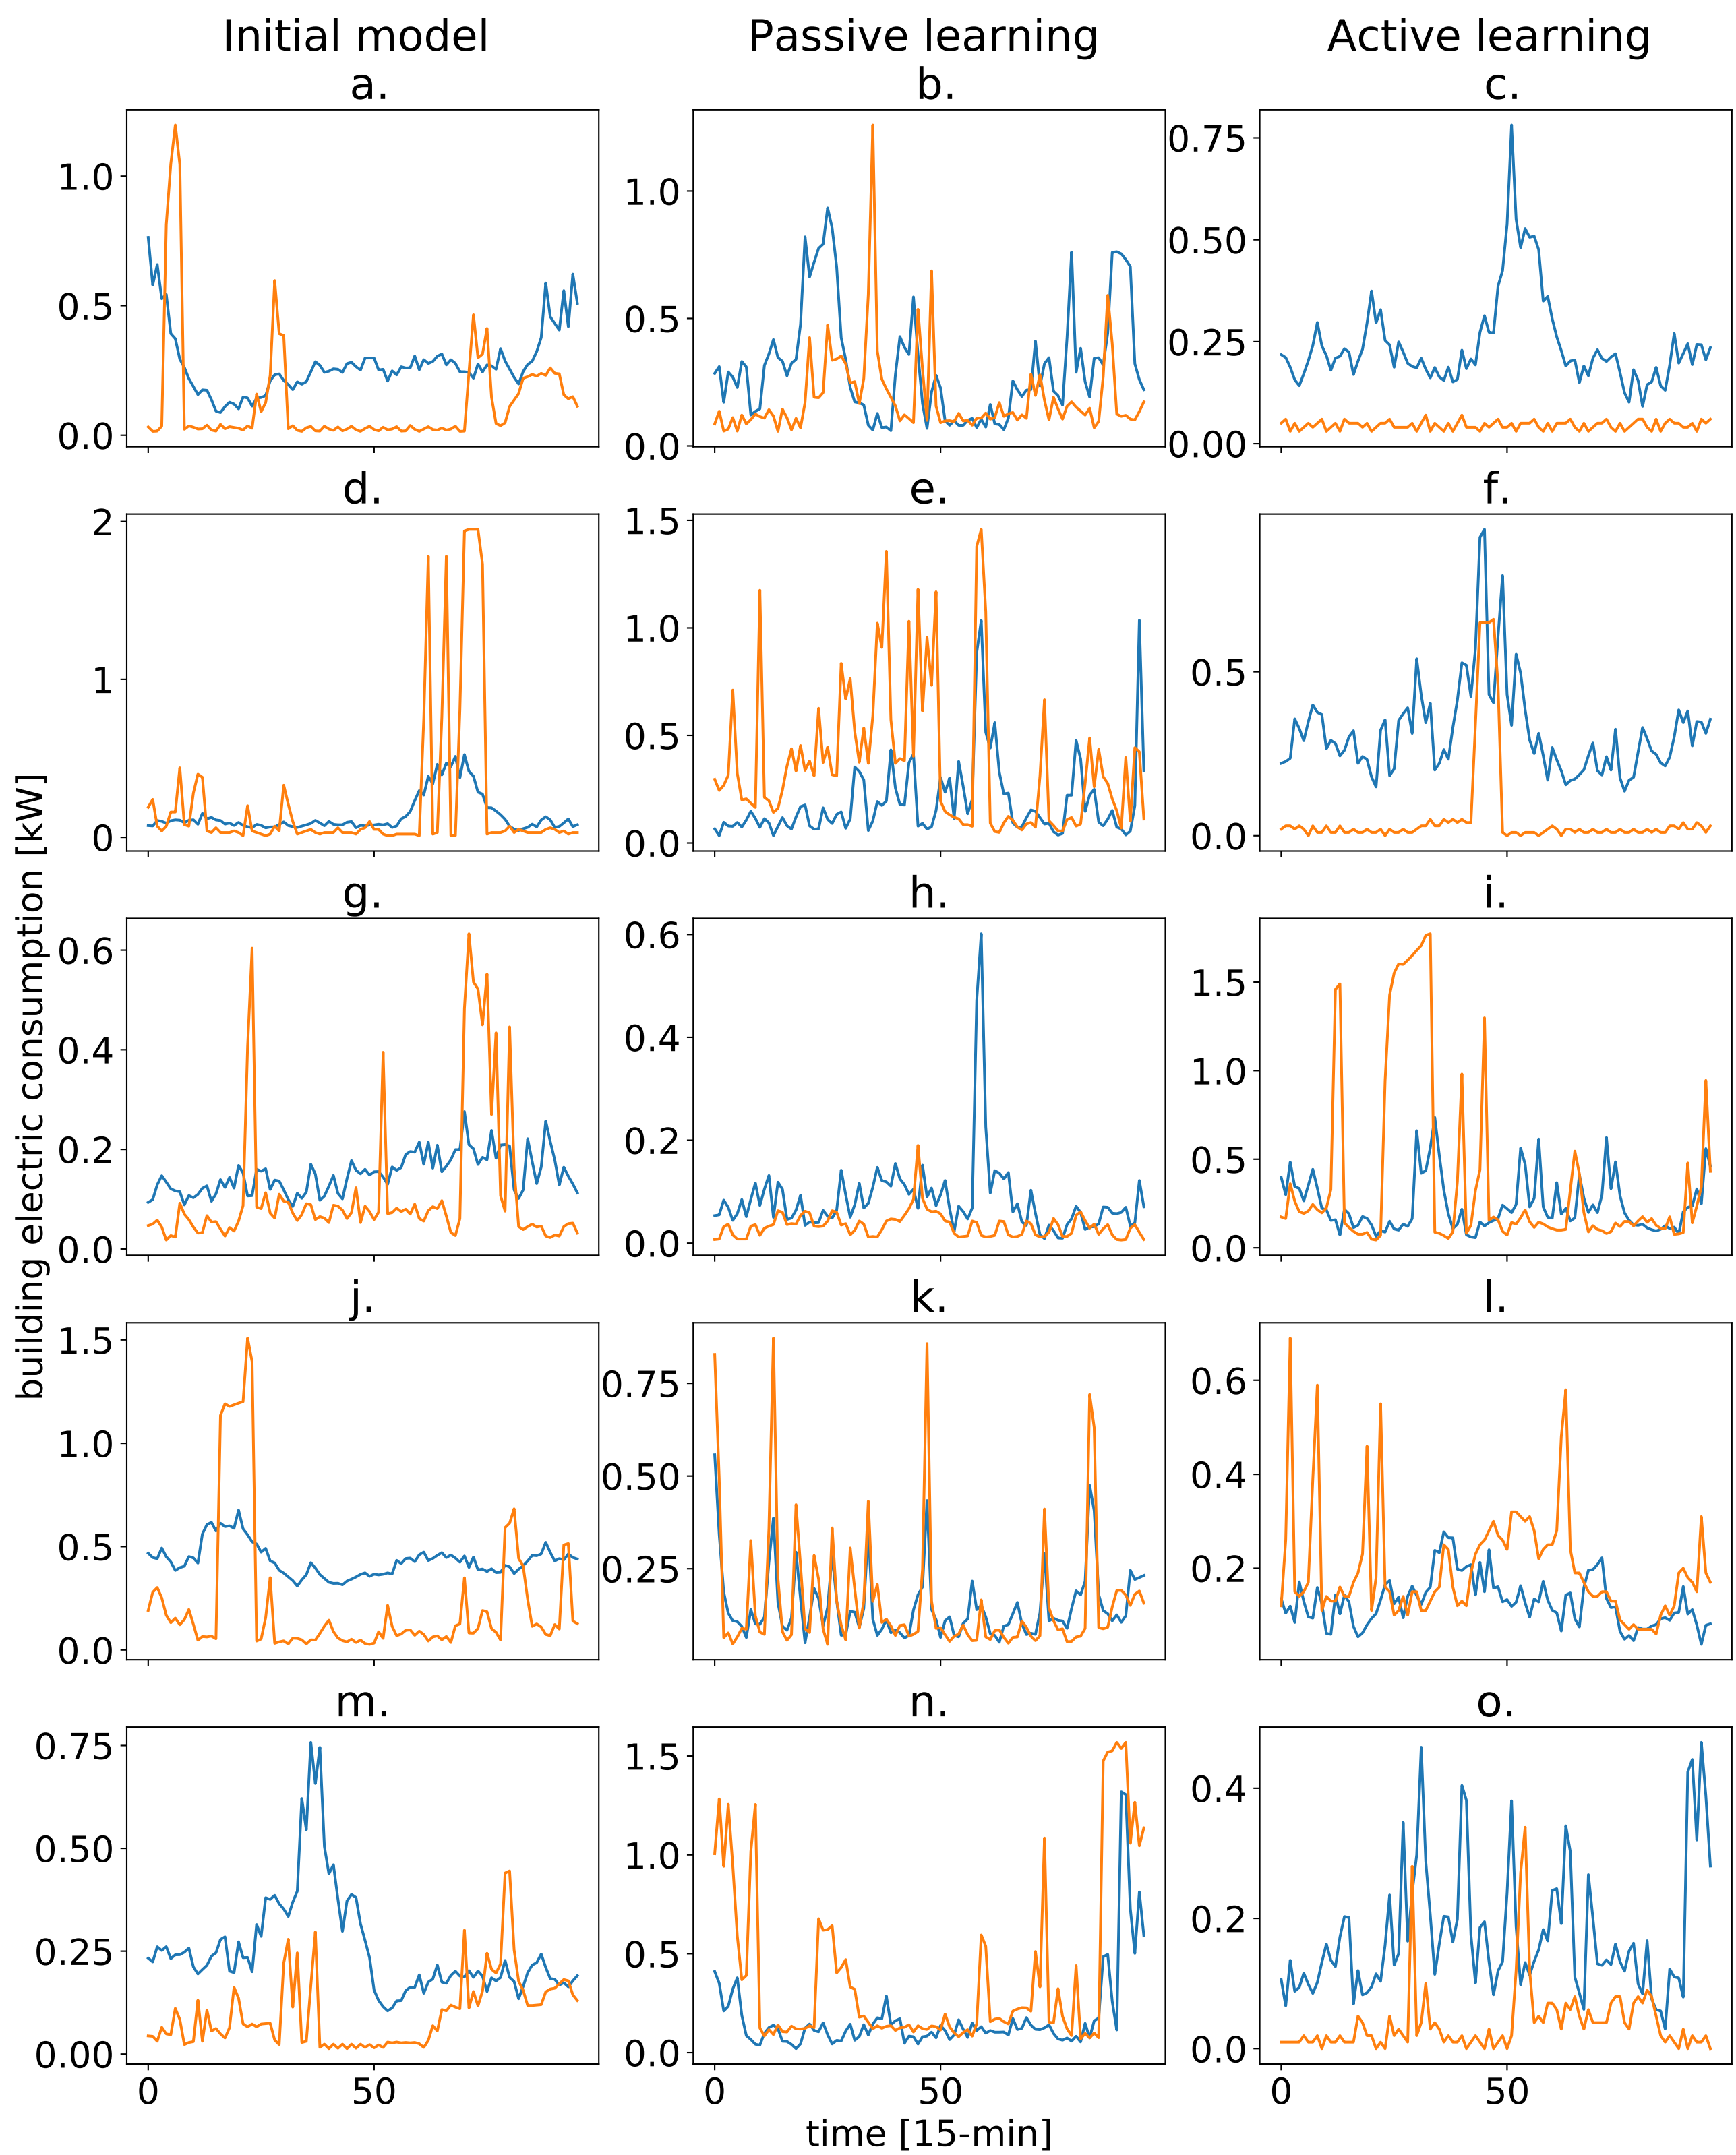 Initial model Passive learning Active learning
a. b. c.
1.0 1.0 0.75
0.5 0.5 0.50
0.0 0.0 0.25
0.00
d. e. f.
2 1.5 0.5
1 1.0 0.0
0 0.5
0.0
building electric consumption [kW]
g. h. i.
0.6 0.6 1.5
0.4 0.4 1.0
0.2 0.2 0.5
0.0 0.0 0.0
j. k. l.
1.5 0.75 0.6
1.0 0.50 0.4
0.5 0.25 0.2
0.0
m. n. o.
0.75 1.5 0.4
0.50 1.0 0.2
0.25 0.5 0.0
0.00 0.0
0 50 0 50 0 50
time [15-min]